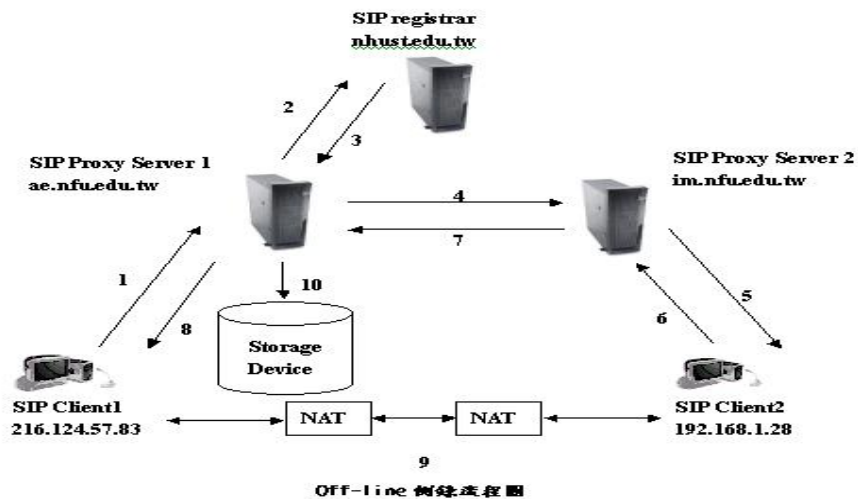 SIP registrar
nhust.edu.tw
2
3
SIP Proxy Server 1
ae.nfu.edu.tw
SIP Proxy Server 2
im.nfu.edu.tw
4
7
1
8
10
6
5
Storage
Device
SIP Client1
216.124.57.83
NAT
NAT
SIP Client2
192.168.1.28
9
Off-line 側錄流程圖